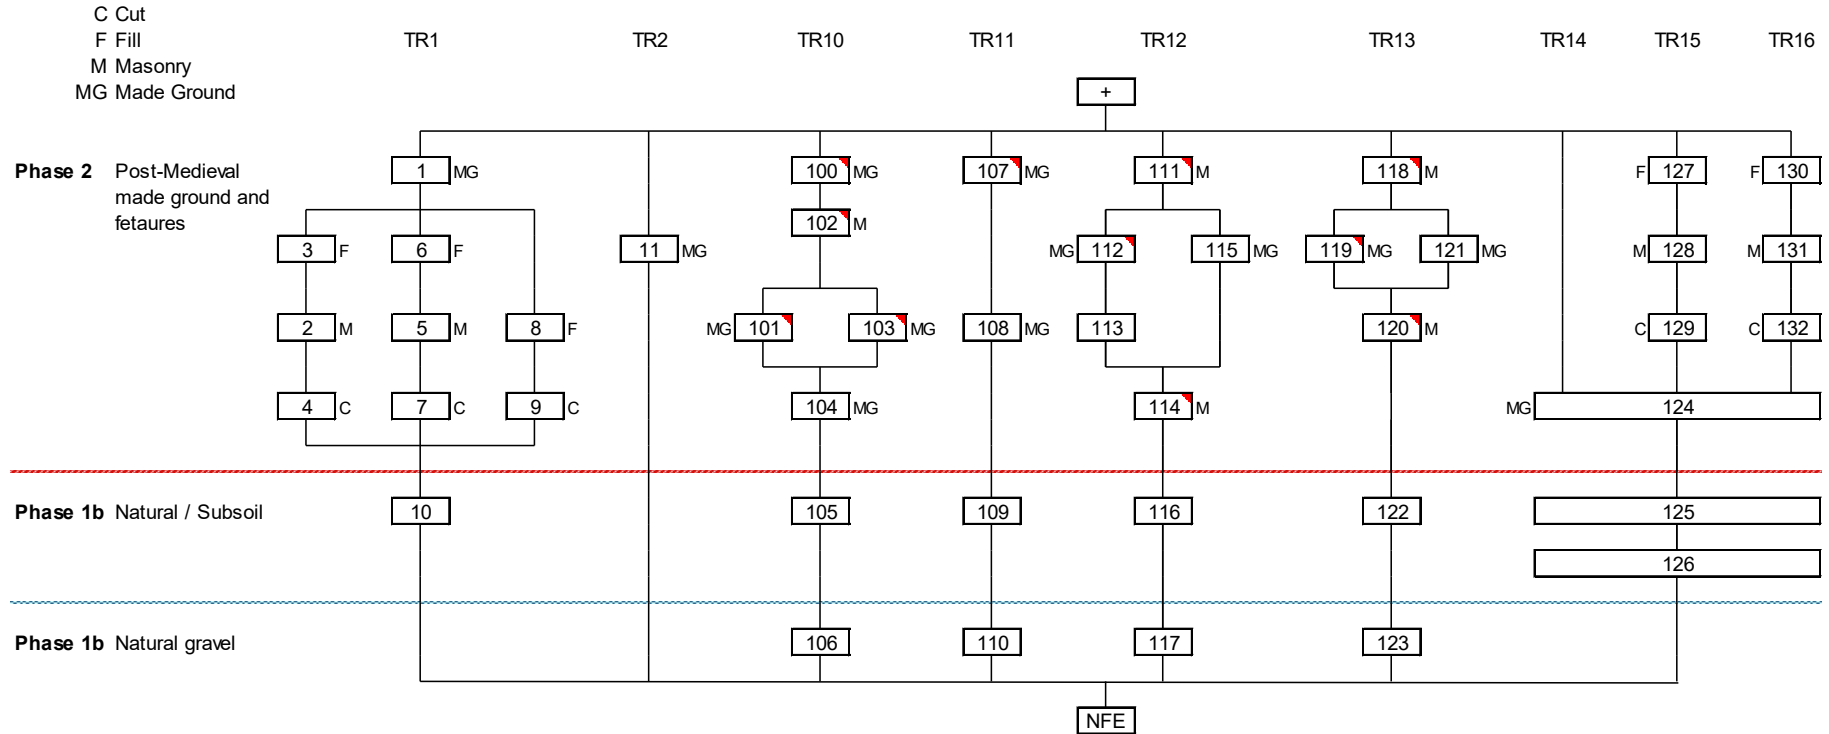 C Cut
F Fill TR1 TR2 TR10 TR11 TR12 TR13 TR14 TR15 TR16
M Masonry
MG Made Ground +
Phase 2 Post-Medieval 1 MG 100 MG 107 MG 111 M 118 M F 127 F 130
made ground and
fetaures 102 M
3 F 6 F 11 MG MG 112 115 MG 119 MG 121 MG M 128 M 131
2 M 5 M 8 F MG 101 103 MG 108 MG 113 120 M C 129 C 132
4 C 7 C 9 C 104 MG 114 M MG 124
Phase 1b Natural / Subsoil 10 105 109 116 122 125
126
Phase 1b Natural gravel 106 110 117 123
NFE